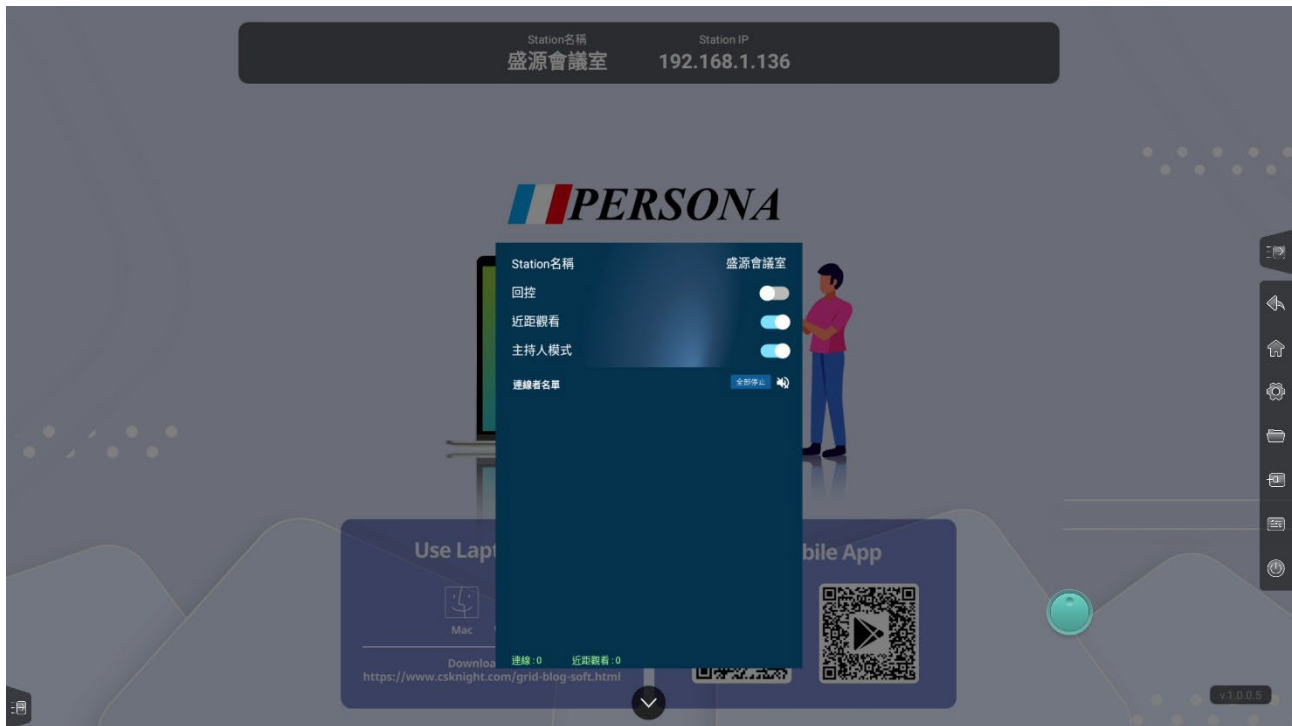 Station名稱
盛源會議室
Station IP
192.168.1.136
PERSONA
Station名稱 盛源會議室
回控
近距觀看
主持人模式
連線者名單 全部停止
Use Lap
bile App
Mac
Downloa
https://www.csknight.com/grid-blog-soft.html
連線 : 0 近距觀看 : 0
v.1.0.0.5